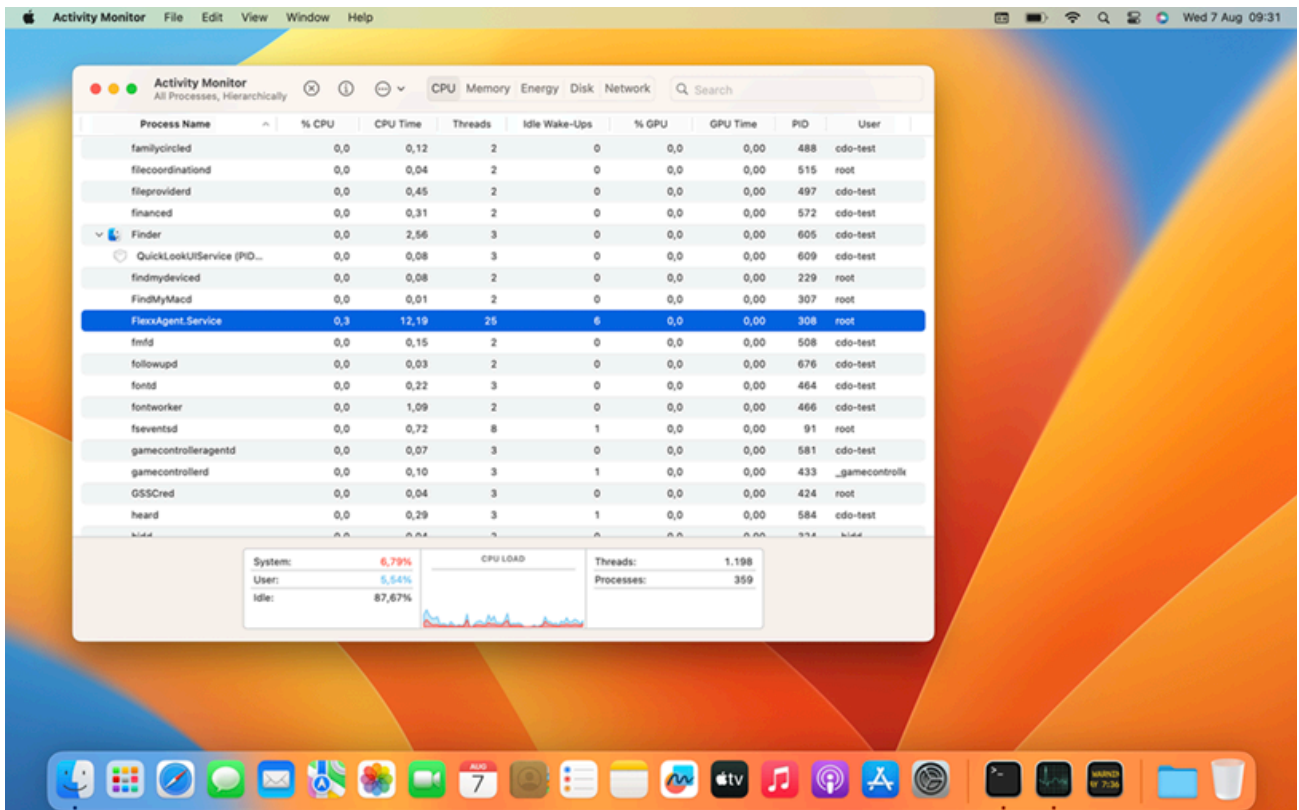 Activity Monitor File Edit View Window Help Wed 7 Aug 09:31
Activity Monitor
All Processes, Hierarchically
CPU Memory Energy Disk Network Search
Process Name % CPU CPU Time Threads Idle Wake-Ups % GPU GPU Time PID User
familycircled 0,0 0,12 2 0 0,0 0,00 488 cdo-test
filecoordinationd 0,0 0,04 2 0 0,0 0,00 515 root
fileproviderd 0,0 0,45 2 0 0,0 0,00 497 cdo-test
financed 0,0 0,31 2 0 0,0 0,00 572 cdo-test
Finder 0,0 2,56 3 0 0,0 0,00 605 cdo-test
QuickLookUIService (PID... 0,0 0,08 3 0 0,0 0,00 609 cdo-test
findmydeviced 0,0 0,08 2 0 0,0 0,00 229 root
FindMyMacd 0,0 0,01 2 0 0,0 0,00 307 root
FlexxAgent.Service 0,3 12,19 25 6 0,0 0,00 308 root
fmfd 0,0 0,15 2 0 0,0 0,00 508 cdo-test
followupd 0,0 0,03 2 0 0,0 0,00 676 cdo-test
fontd 0,0 0,22 3 0 0,0 0,00 464 cdo-test
fontworker 0,0 1,09 2 0 0,0 0,00 466 cdo-test
fseventsd 0,0 0,72 8 1 0,0 0,00 91 root
gamecontrolleragentd 0,0 0,07 3 0 0,0 0,00 581 cdo-test
gamecontrollerd 0,0 0,10 3 1 0,0 0,00 433 _gamecontrolle
GSSCred 0,0 0,04 3 0 0,0 0,00 424 root
heard 0,0 0,29 3 1 0,0 0,00 584 cdo-test
System: 6,79% CPU LOAD Threads: 1.198
User: 5,54% Processes: 359
Idle: 87,67%
AUG
7
tv